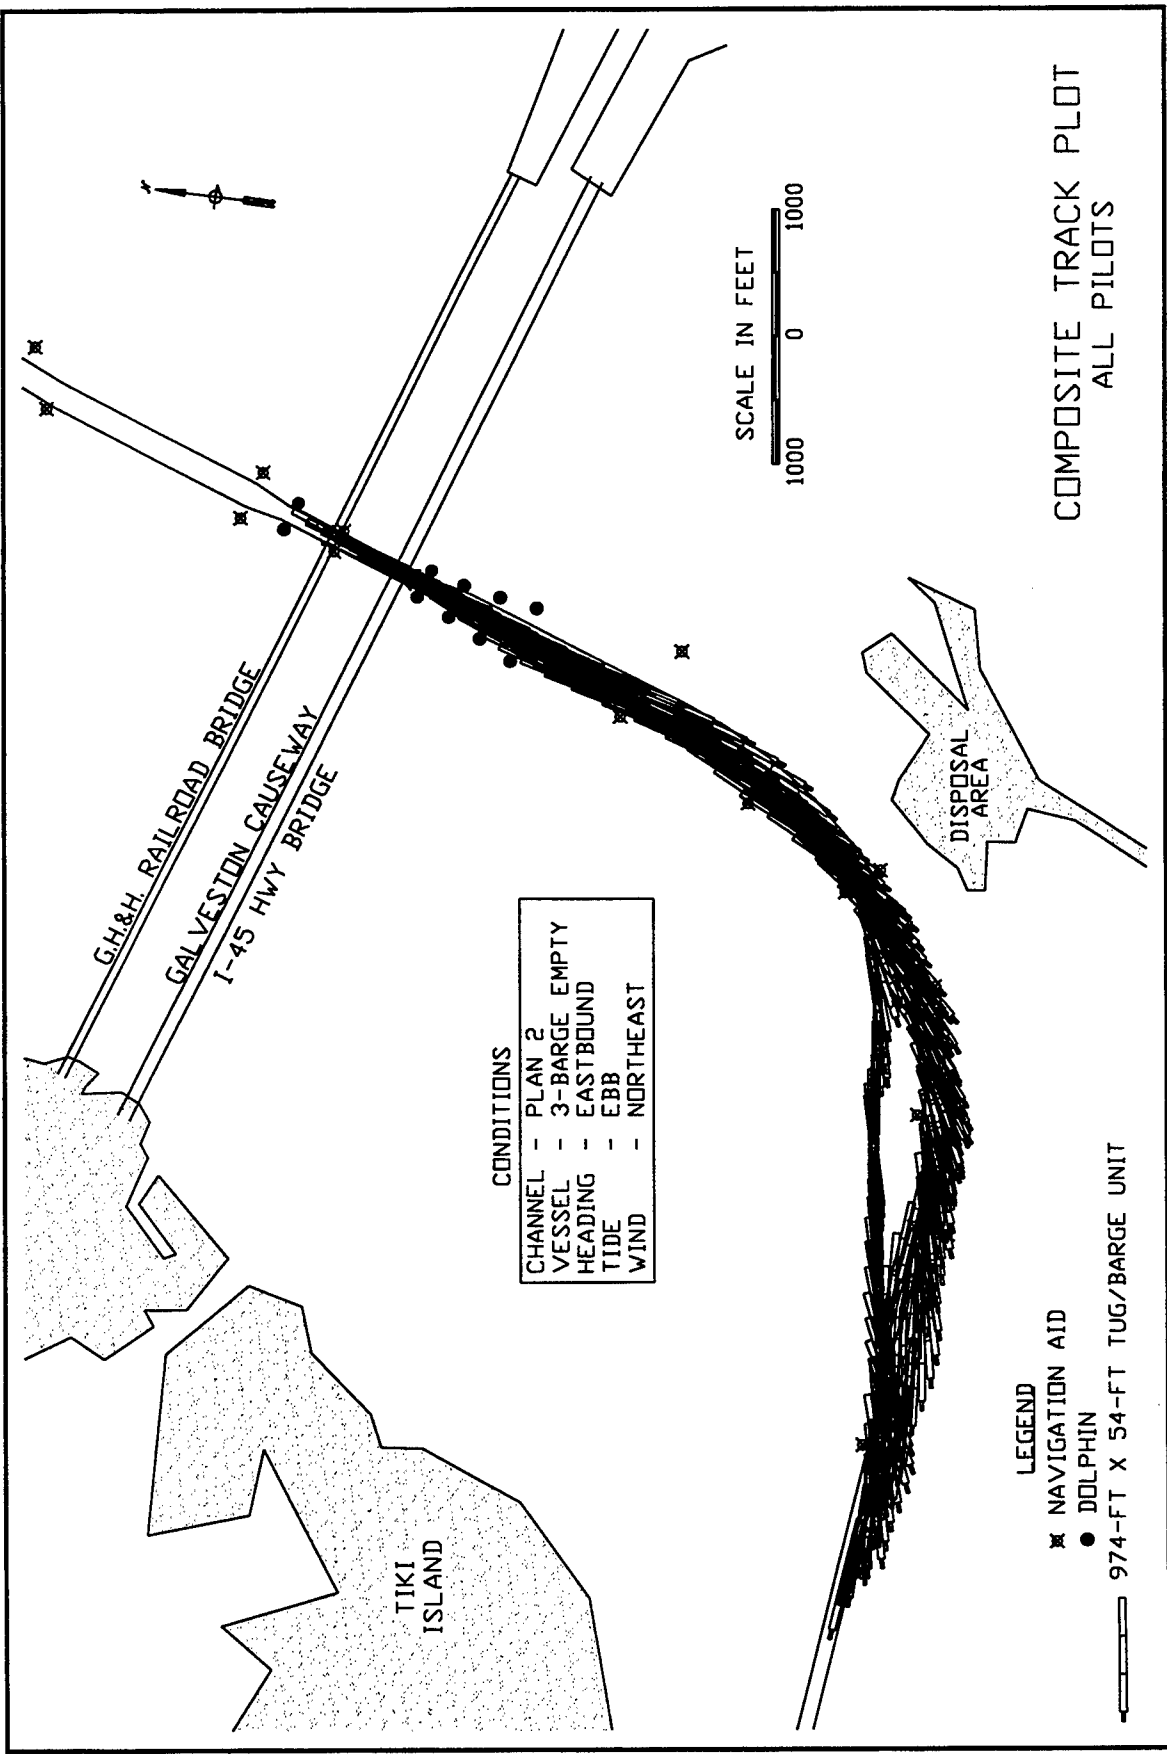 G.H.&H. RAILROAD BRIDGE
GALVESTON CAUSEWAY
I-45 HWY BRIDGE
TIKI
ISLAND
N
CONDITIONS
CHANNEL - PLAN 2
VESSEL - 3-BARGE EMPTY
HEADING - EASTBOUND
TIDE - EBB
WIND - NORTHEAST
SCALE IN FEET
1000 0 1000
DISPOSAL
AREA
LEGEND
NAVIGATION AID
DOLPHIN
974-FT X 54-FT TUG/BARGE UNIT
COMPOSITE TRACK PLOT
ALL PILOTS